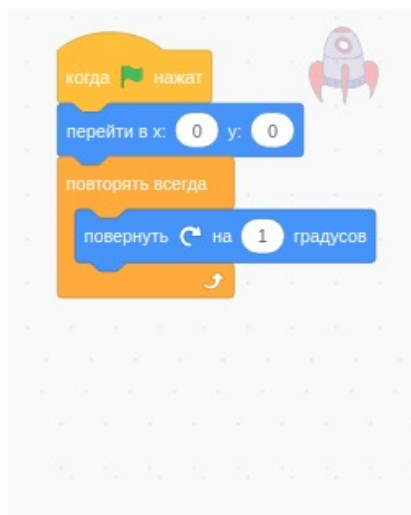 когда нажат
перейти в x: 0 y: 0
повторять всегда
повернуть на 1 градусов